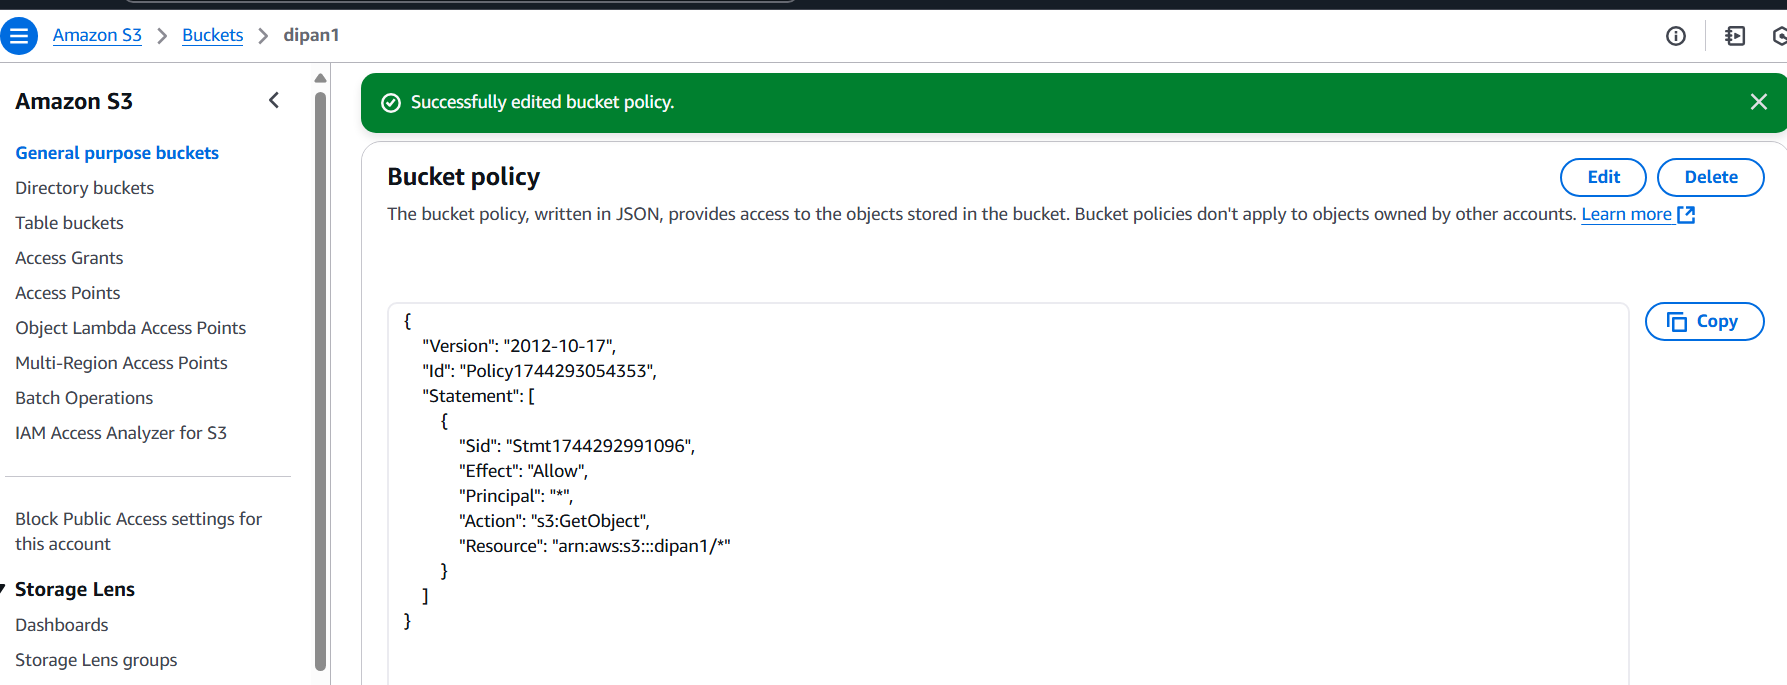 Amazon S3 > Buckets > dipan1
Amazon S3
General purpose buckets
Directory buckets
Table buckets
Access Grants
Access Points
Object Lambda Access Points
Multi-Region Access Points
Batch Operations
IAM Access Analyzer for S3
Block Public Access settings for
this account
Storage Lens
Dashboards
Storage Lens groups
Successfully edited bucket policy.
Bucket policy
Edit
Delete
The bucket policy, written in JSON, provides access to the objects stored in the bucket. Bucket policies don't apply to objects owned by other accounts. Learn more
Copy
{
"Version": "2012-10-17",
"Id": "Policy1744293054353",
"Statement": [
{
"Sid": "Stmt1744292991096",
"Effect": "Allow",
"Principal": "*",
"Action": "s3:GetObject",
"Resource": "arn:aws:s3:::dipan1/*"
}
]
}